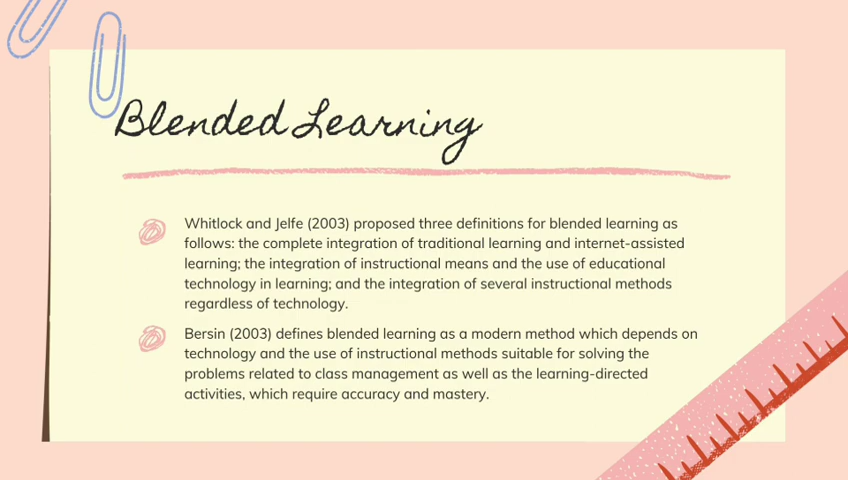 Blended Learning
Whitlock and Jelfe (2003) proposed three definitions for blended learning as
follows: the complete integration of traditional learning and internet-assisted
learning; the integration of instructional means and the use of educational
technology in learning; and the integration of several instructional methods
regardless of technology.
Bersin (2003) defines blended learning as a modern method which depends on
technology and the use of instructional methods suitable for solving the
problems related to class management as well as the learning-directed
activities, which require accuracy and mastery.